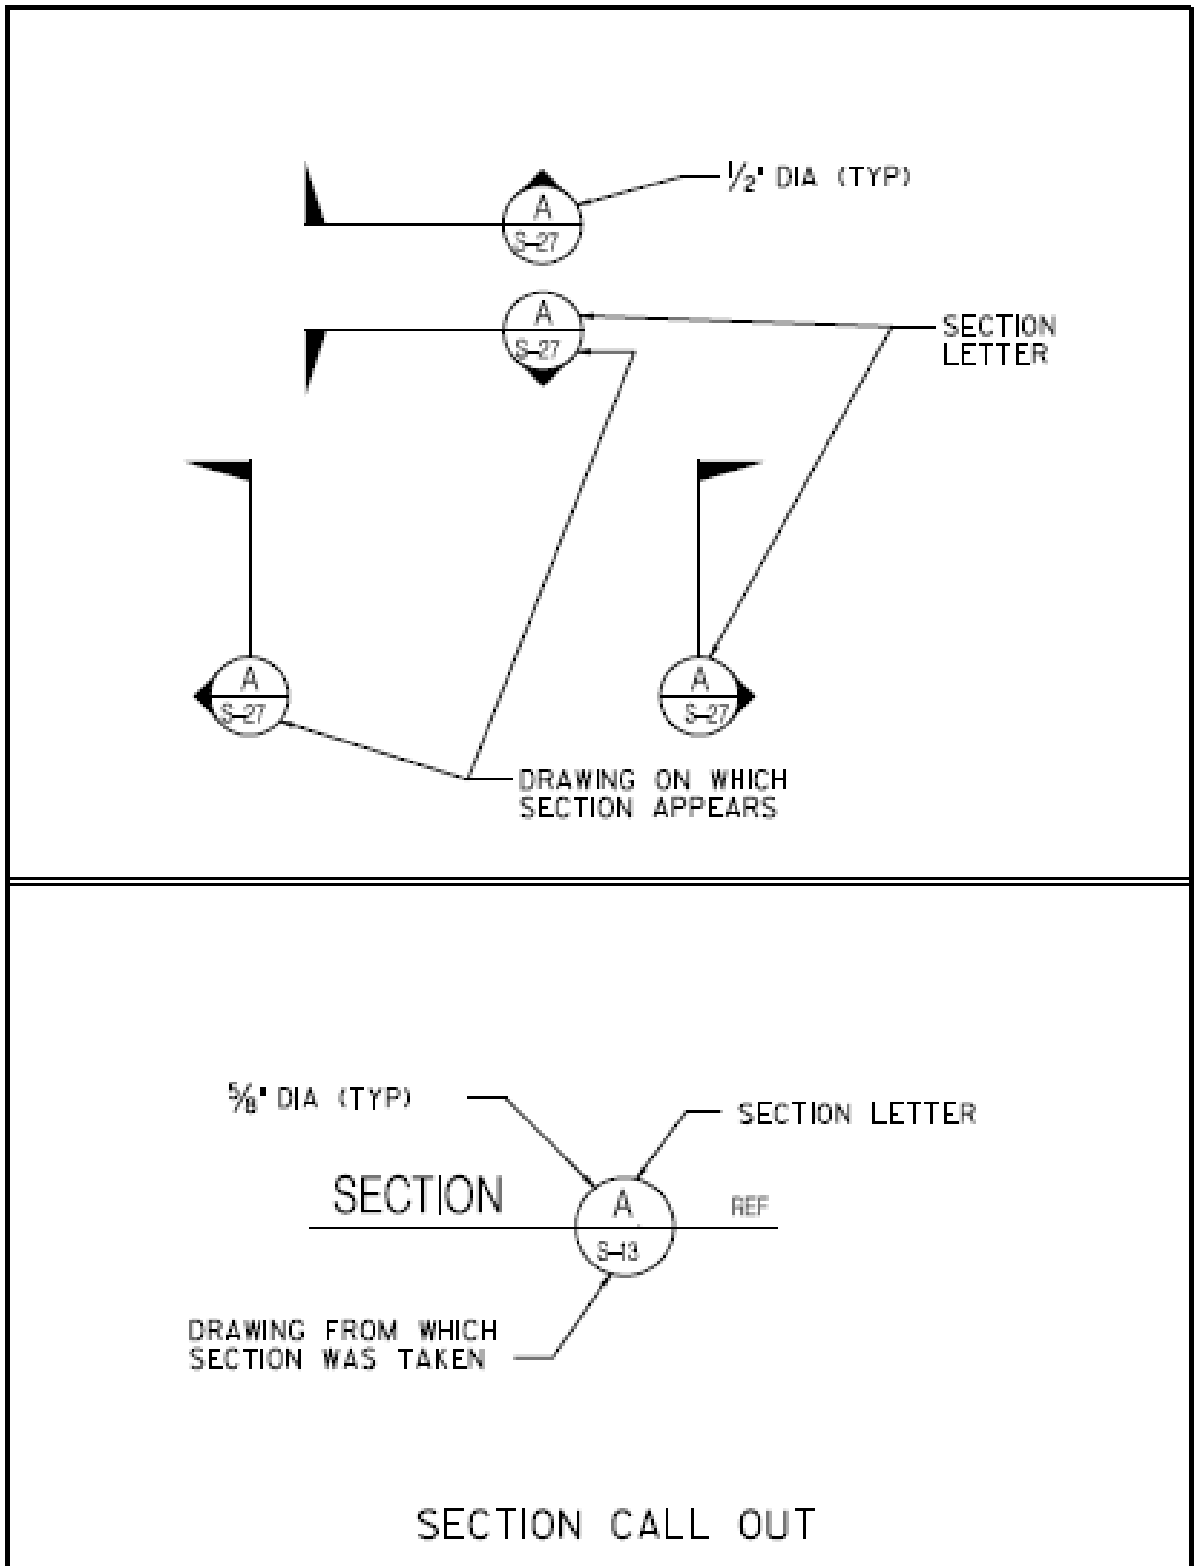 1/2" DIA (TYP)
A
S-27
A
S-27
SECTION
LETTER
A
S-27
A
S-27
DRAWING ON WHICH
SECTION APPEARS
5/8" DIA (TYP)
SECTION LETTER
SECTION
A
REF
S-13
DRAWING FROM WHICH
SECTION WAS TAKEN
SECTION CALL OUT